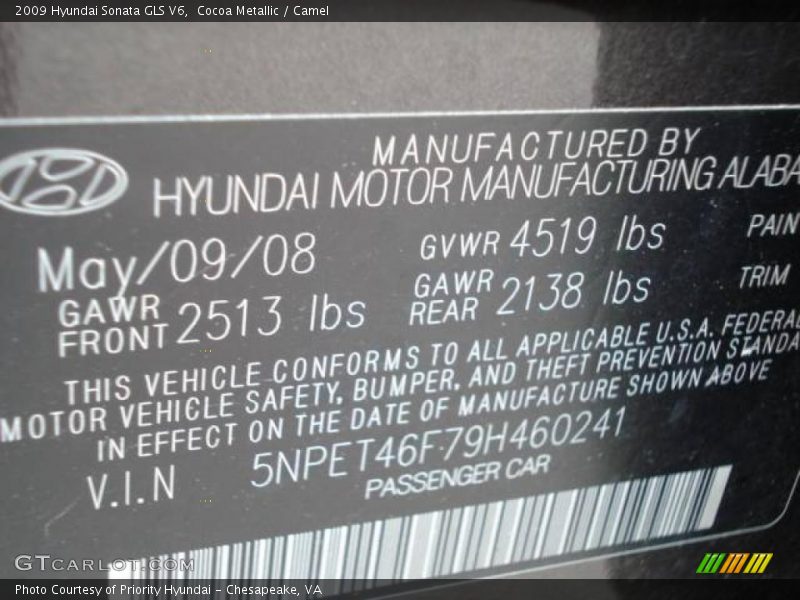 2009 Hyundai Sonata GLS V6,  Cocoa Metallic / Camel
MANUFACTURED BY
HYUNDAI MOTOR MANUFACTURING ALABA
May/09/08 GVWR 4519 lbs PAIN
GAWR FRONT 2513 lbs GAWR REAR 2138 lbs TRIM
THIS VEHICLE CONFORMS TO ALL APPLICABLE U.S.A. FEDERAL
MOTOR VEHICLE SAFETY, BUMPER, AND THEFT PREVENTION STANDA
IN EFFECT ON THE DATE OF MANUFACTURE SHOWN ABOVE
V.I.N 5NPET46F79H460241
PASSENGER CAR
GTCARLOT.COM
Photo Courtesy of Priority Hyundai – Chesapeake, VA